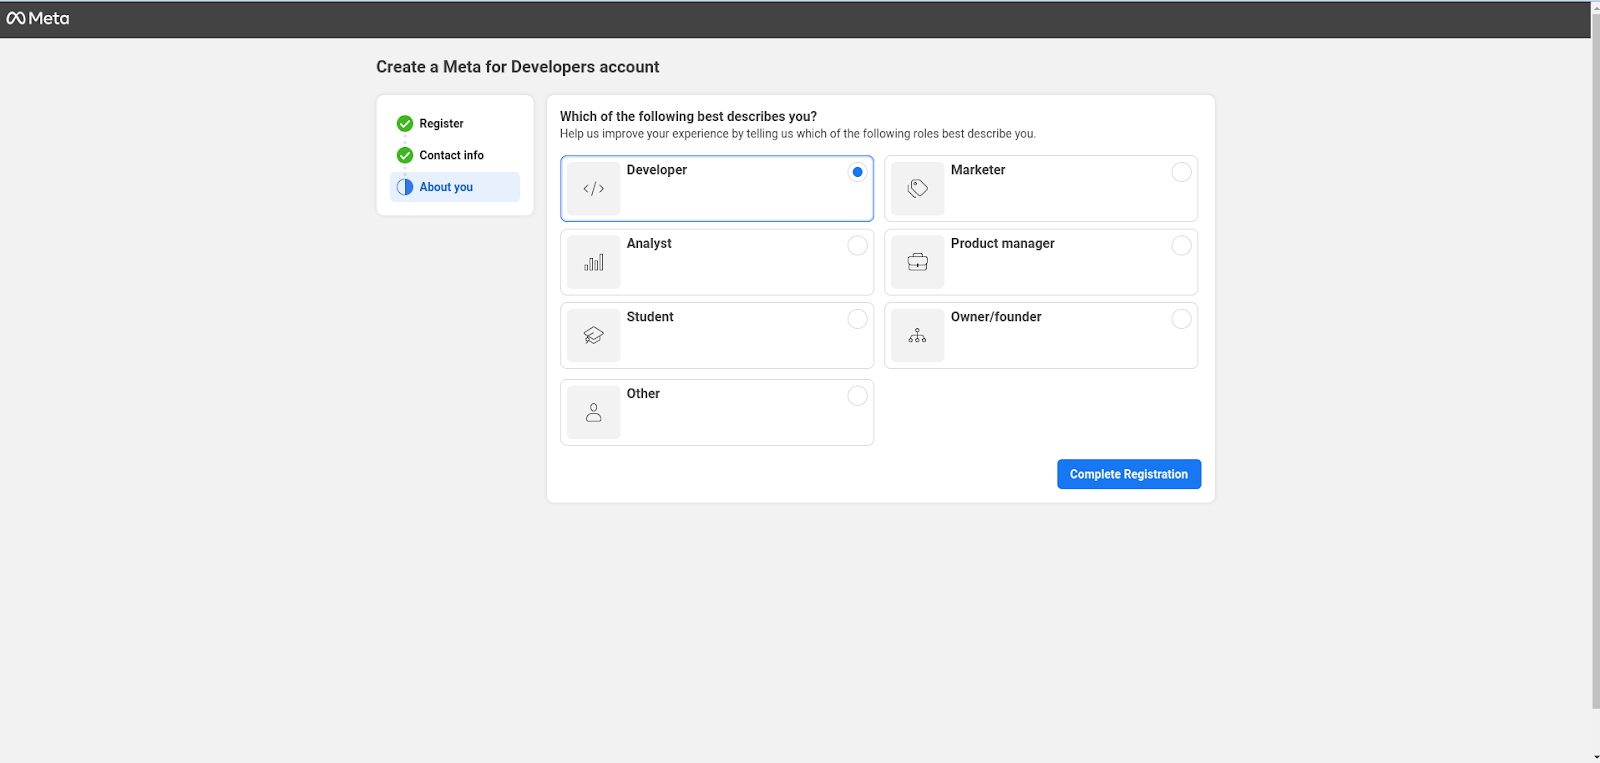 Meta
Create a Meta for Developers account
Register
Contact info
About you
Which of the following best describes you?
Help us improve your experience by telling us which of the following roles best describe you.
Developer
Marketer
Analyst
Product manager
Student
Owner/founder
Other
Complete Registration